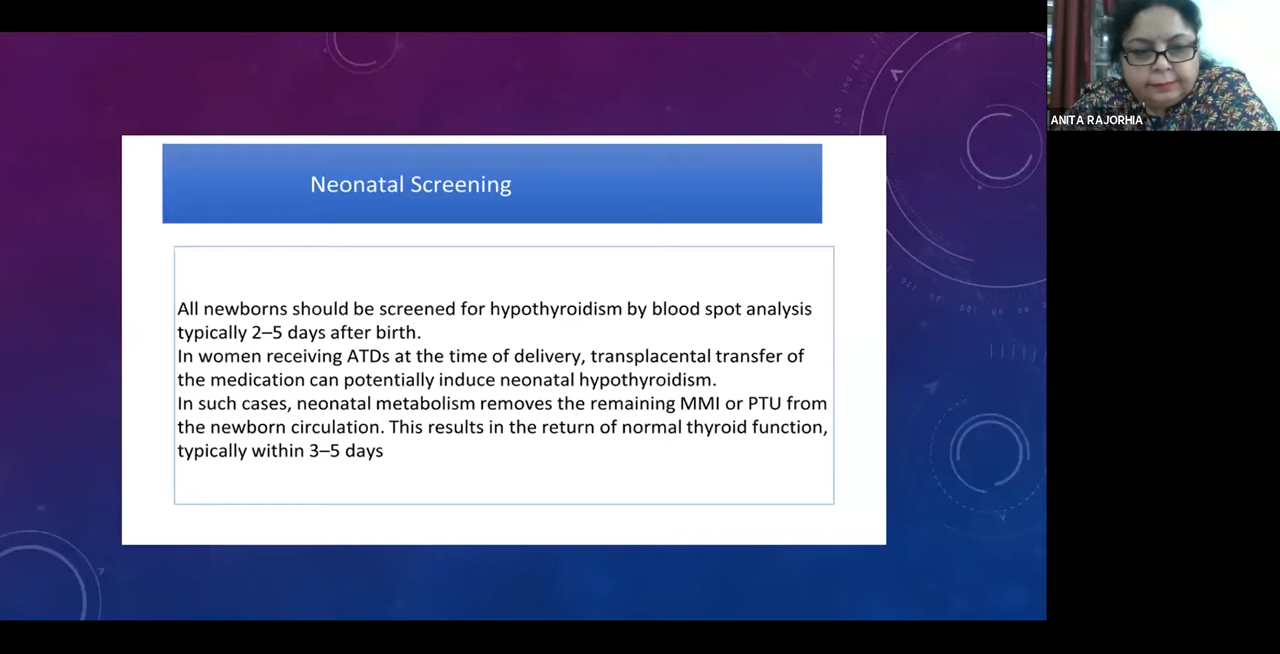 Neonatal Screening
All newborns should be screened for hypothyroidism by blood spot analysis
typically 2–5 days after birth.
In women receiving ATDs at the time of delivery, transplacental transfer of
the medication can potentially induce neonatal hypothyroidism.
In such cases, neonatal metabolism removes the remaining MMI or PTU from
the newborn circulation. This results in the return of normal thyroid function,
typically within 3–5 days
ANITA RAJORHIA